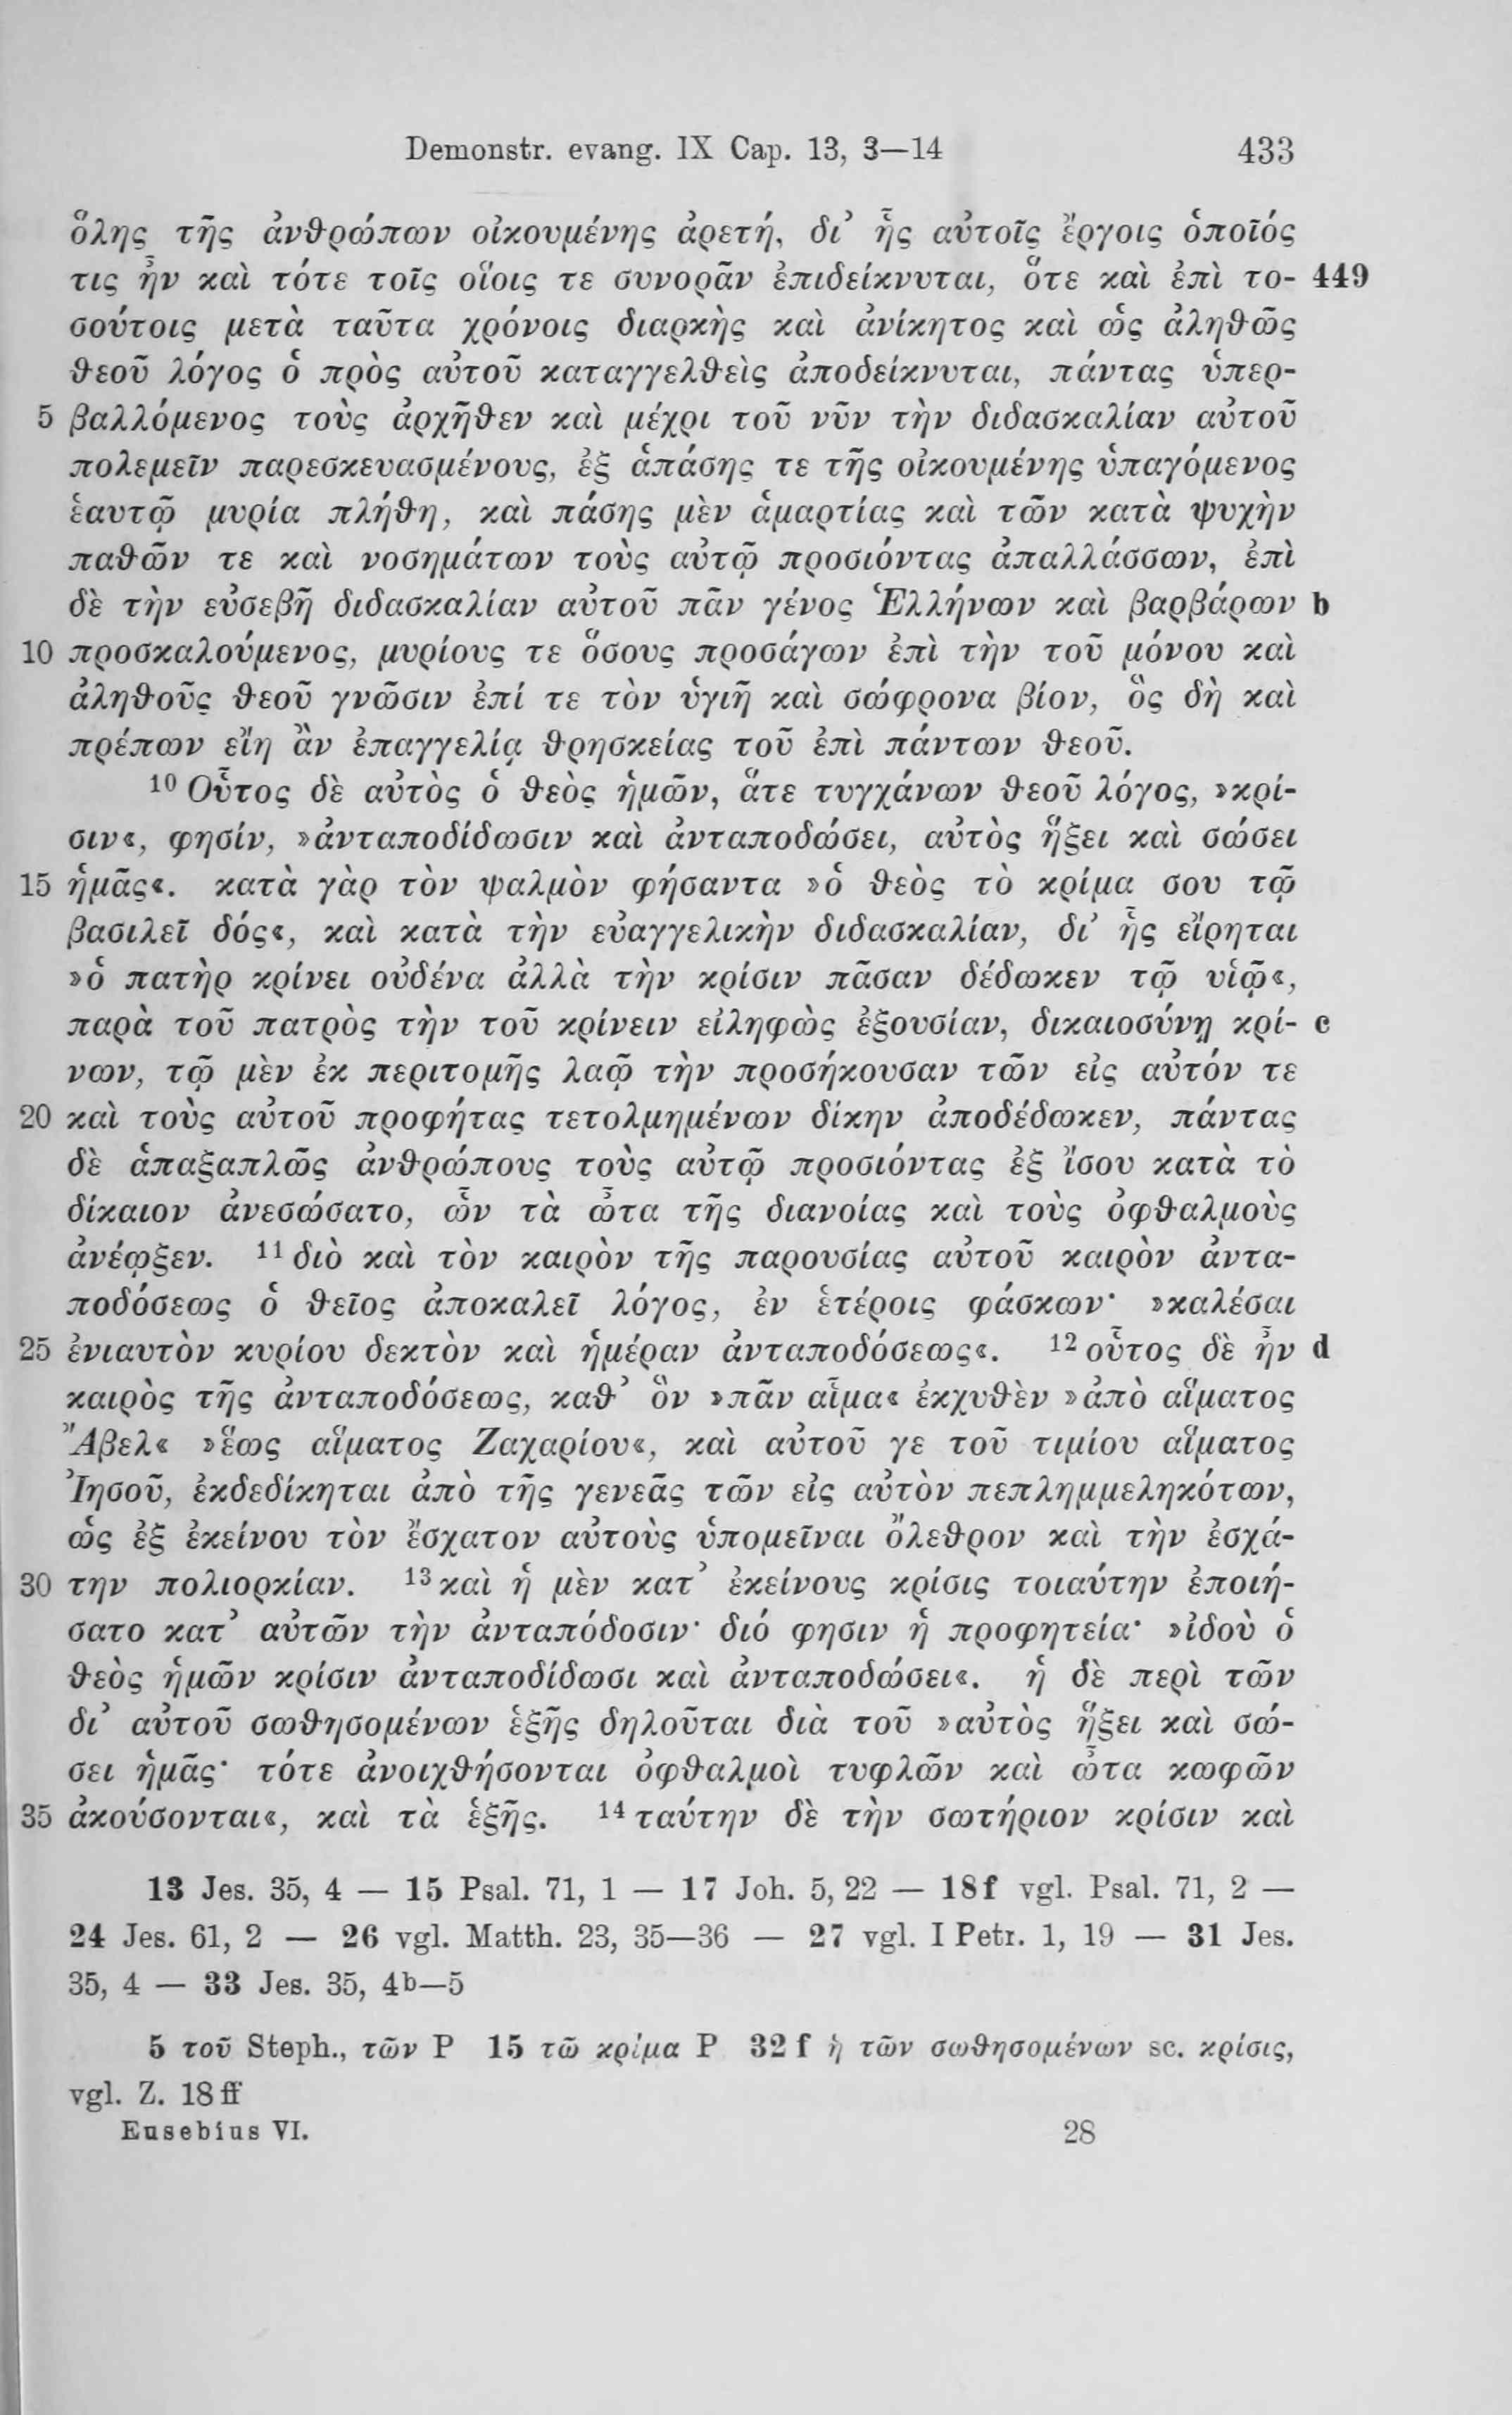 Demonstr. evang. IX Cap. 13, 3—14 433
ὅλης τῆς ἀνθρώπων οἰκουμένης ἀρετή, δι’ ἧς αὐτοῖς ἔργοις ὁποῖός
τις ἦν καὶ τότε τοῖς οἵοις τε συνορᾶν ἐπιδείκνυται, ὅτε καὶ ἐπὶ το- 449
σούτοις μετὰ ταῦτα χρόνοις διαρκὴς καὶ ἀνίκητος καὶ ὡς ἀληθῶς
θεοῦ λόγος ὁ πρὸς αὐτοῦ καταγγελθεὶς ἀποδείκνυται, πάντας ὑπερ-
5 βαλλόμενος τοὺς ἀρχῆθεν καὶ μέχρι τοῦ νῦν τὴν διδασκαλίαν αὐτοῦ
πολεμεῖν παρεσκευασμένους, ἐξ ἁπάσης τε τῆς οἰκουμένης ὑπαγόμενος
ἑαυτῷ μυρία πλήθη, καὶ πάσης μὲν ἁμαρτίας καὶ τῶν κατὰ ψυχὴν
παθῶν τε καὶ νοσημάτων τοὺς αὐτῷ προσιόντας ἀπαλλάσσων, ἐπὶ
δὲ τὴν εὐσεβῆ διδασκαλίαν αὐτοῦ πᾶν γένος Ἑλλήνων καὶ βαρβάρων b
10 προσκαλούμενος, μυρίους τε ὅσους προσάγων ἐπὶ τὴν τοῦ μόνου καὶ
ἀληθοῦς θεοῦ γνῶσιν ἐπί τε τὸν ὑγιῆ καὶ σώφρονα βίον, ὃς δὴ καὶ
πρέπων εἴη ἂν ἐπαγγελίᾳ θρησκείας τοῦ ἐπὶ πάντων θεοῦ.
¹⁰ Οὗτος δὲ αὐτὸς ὁ θεὸς ἡμῶν, ἅτε τυγχάνων θεοῦ λόγος, »κρί-
σιν«, φησίν, »ἀνταποδίδωσιν καὶ ἀνταποδώσει, αὐτὸς ἥξει καὶ σώσει
15 ἡμᾶς«. κατὰ γὰρ τὸν ψαλμὸν φήσαντα »ὁ θεὸς τὸ κρίμα σου τῷ
βασιλεῖ δός«, καὶ κατὰ τὴν εὐαγγελικὴν διδασκαλίαν, δι’ ἧς εἴρηται
»ὁ πατὴρ κρίνει οὐδένα ἀλλὰ τὴν κρίσιν πᾶσαν δέδωκεν τῷ υἱῷ«,
παρὰ τοῦ πατρὸς τὴν τοῦ κρίνειν εἰληφὼς ἐξουσίαν, δικαιοσύνῃ κρί- c
νων, τῷ μὲν ἐκ περιτομῆς λαῷ τὴν προσήκουσαν τῶν εἰς αὐτόν τε
20 καὶ τοὺς αὐτοῦ προφήτας τετολμημένων δίκην ἀποδέδωκεν, πάντας
δὲ ἁπαξαπλῶς ἀνθρώπους τοὺς αὐτῷ προσιόντας ἐξ ἴσου κατὰ τὸ
δίκαιον ἀνεσώσατο, ὧν τὰ ὦτα τῆς διανοίας καὶ τοὺς ὀφθαλμοὺς
ἀνέῳξεν. ¹¹ διὸ καὶ τὸν καιρὸν τῆς παρουσίας αὐτοῦ καιρὸν ἀντα-
ποδόσεως ὁ θεῖος ἀποκαλεῖ λόγος, ἐν ἑτέροις φάσκων· »καλέσαι
25 ἐνιαυτὸν κυρίου δεκτὸν καὶ ἡμέραν ἀνταποδόσεως«. ¹² οὗτος δὲ ἦν d
καιρὸς τῆς ἀνταποδόσεως, καθ’ ὃν »πᾶν αἷμα« ἐκχυθὲν »ἀπὸ αἵματος
Ἄβελ« »ἕως αἵματος Ζαχαρίου«, καὶ αὐτοῦ γε τοῦ τιμίου αἵματος
Ἰησοῦ, ἐκδεδίκηται ἀπὸ τῆς γενεᾶς τῶν εἰς αὐτὸν πεπλημμεληκότων,
ὡς ἐξ ἐκείνου τὸν ἔσχατον αὐτοὺς ὑπομεῖναι ὄλεθρον καὶ τὴν ἐσχά-
30 την πολιορκίαν. ¹³ καὶ ἡ μὲν κατ’ ἐκείνους κρίσις τοιαύτην ἐποιή-
σατο κατ’ αὐτῶν τὴν ἀνταπόδοσιν· διό φησιν ἡ προφητεία· »ἰδοὺ ὁ
θεὸς ἡμῶν κρίσιν ἀνταποδίδωσι καὶ ἀνταποδώσει«. ἡ δὲ περὶ τῶν
δι’ αὐτοῦ σωθησομένων ἑξῆς δηλοῦται διὰ τοῦ »αὐτὸς ἥξει καὶ σώ-
σει ἡμᾶς· τότε ἀνοιχθήσονται ὀφθαλμοὶ τυφλῶν καὶ ὦτα κωφῶν
35 ἀκούσονται«, καὶ τὰ ἑξῆς. ¹⁴ ταύτην δὲ τὴν σωτήριον κρίσιν καὶ
13 Jes. 35, 4 — 15 Psal. 71, 1 — 17 Joh. 5, 22 — 18f vgl. Psal. 71, 2 —
24 Jes. 61, 2 — 26 vgl. Matth. 23, 35—36 — 27 vgl. I Petr. 1, 19 — 31 Jes.
35, 4 — 33 Jes. 35, 4b—5
5 τοῦ Steph., τῶν P 15 τῶ κρίμα P 32 f ἡ τῶν σωθησομένων sc. κρίσις,
vgl. Z. 18 ff
Eusebius VI. 28